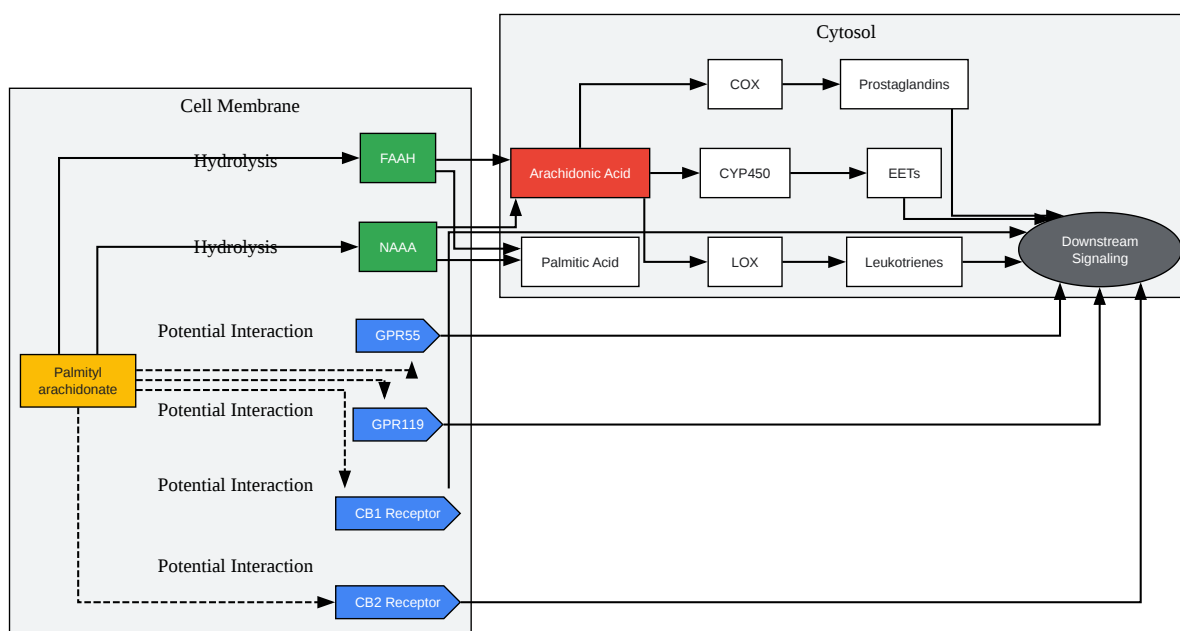 Cytosol
COX
Prostaglandins
Cell Membrane
Hydrolysis
FAAH
Arachidonic Acid
CYP450
EETs
Hydrolysis
NAAA
Palmitic Acid
LOX
Leukotrienes
Downstream
Signaling
Potential Interaction
GPR55
Palmityl
arachidonate
Potential Interaction
GPR119
Potential Interaction
CB1 Receptor
Potential Interaction
CB2 Receptor